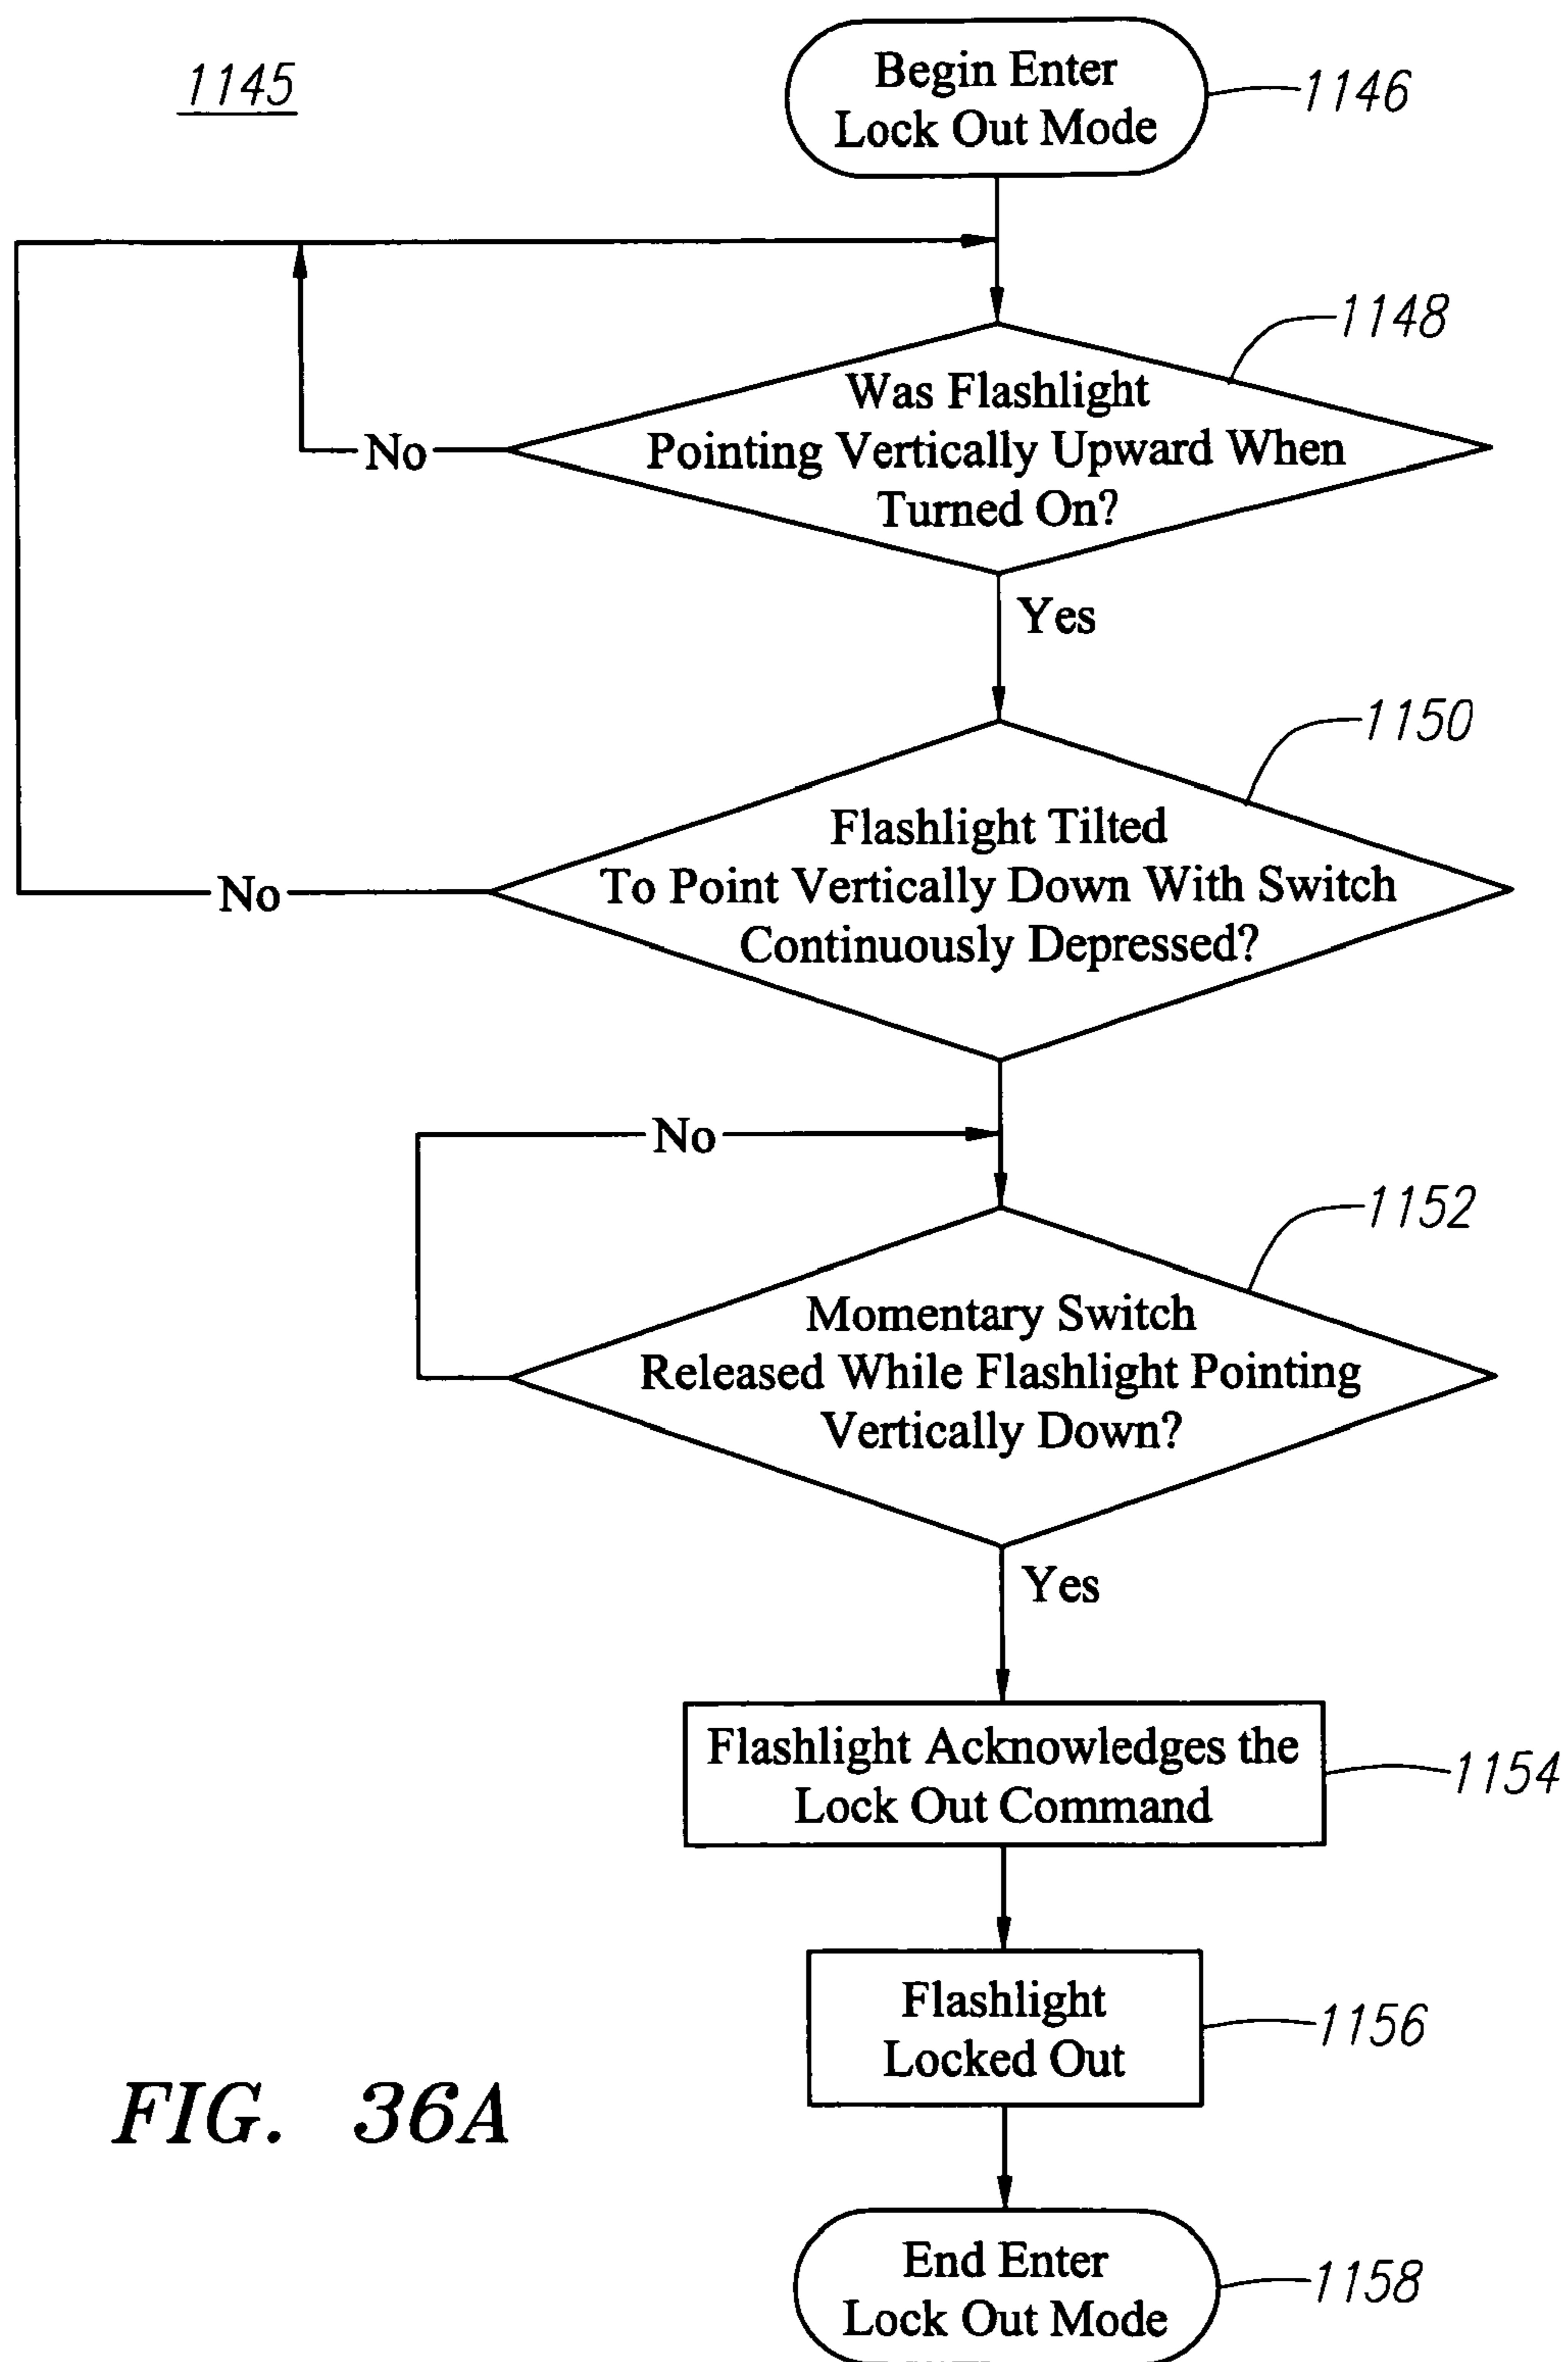 1145
Begin Enter
Lock Out Mode
1146
1148
Was Flashlight
Pointing Vertically Upward When
Turned On?
No
Yes
1150
Flashlight Tilted
To Point Vertically Down With Switch
Continuously Depressed?
No
No
1152
Momentary Switch
Released While Flashlight Pointing
Vertically Down?
Yes
Flashlight Acknowledges the
Lock Out Command
1154
Flashlight
Locked Out
1156
FIG. 36A
End Enter
Lock Out Mode
1158